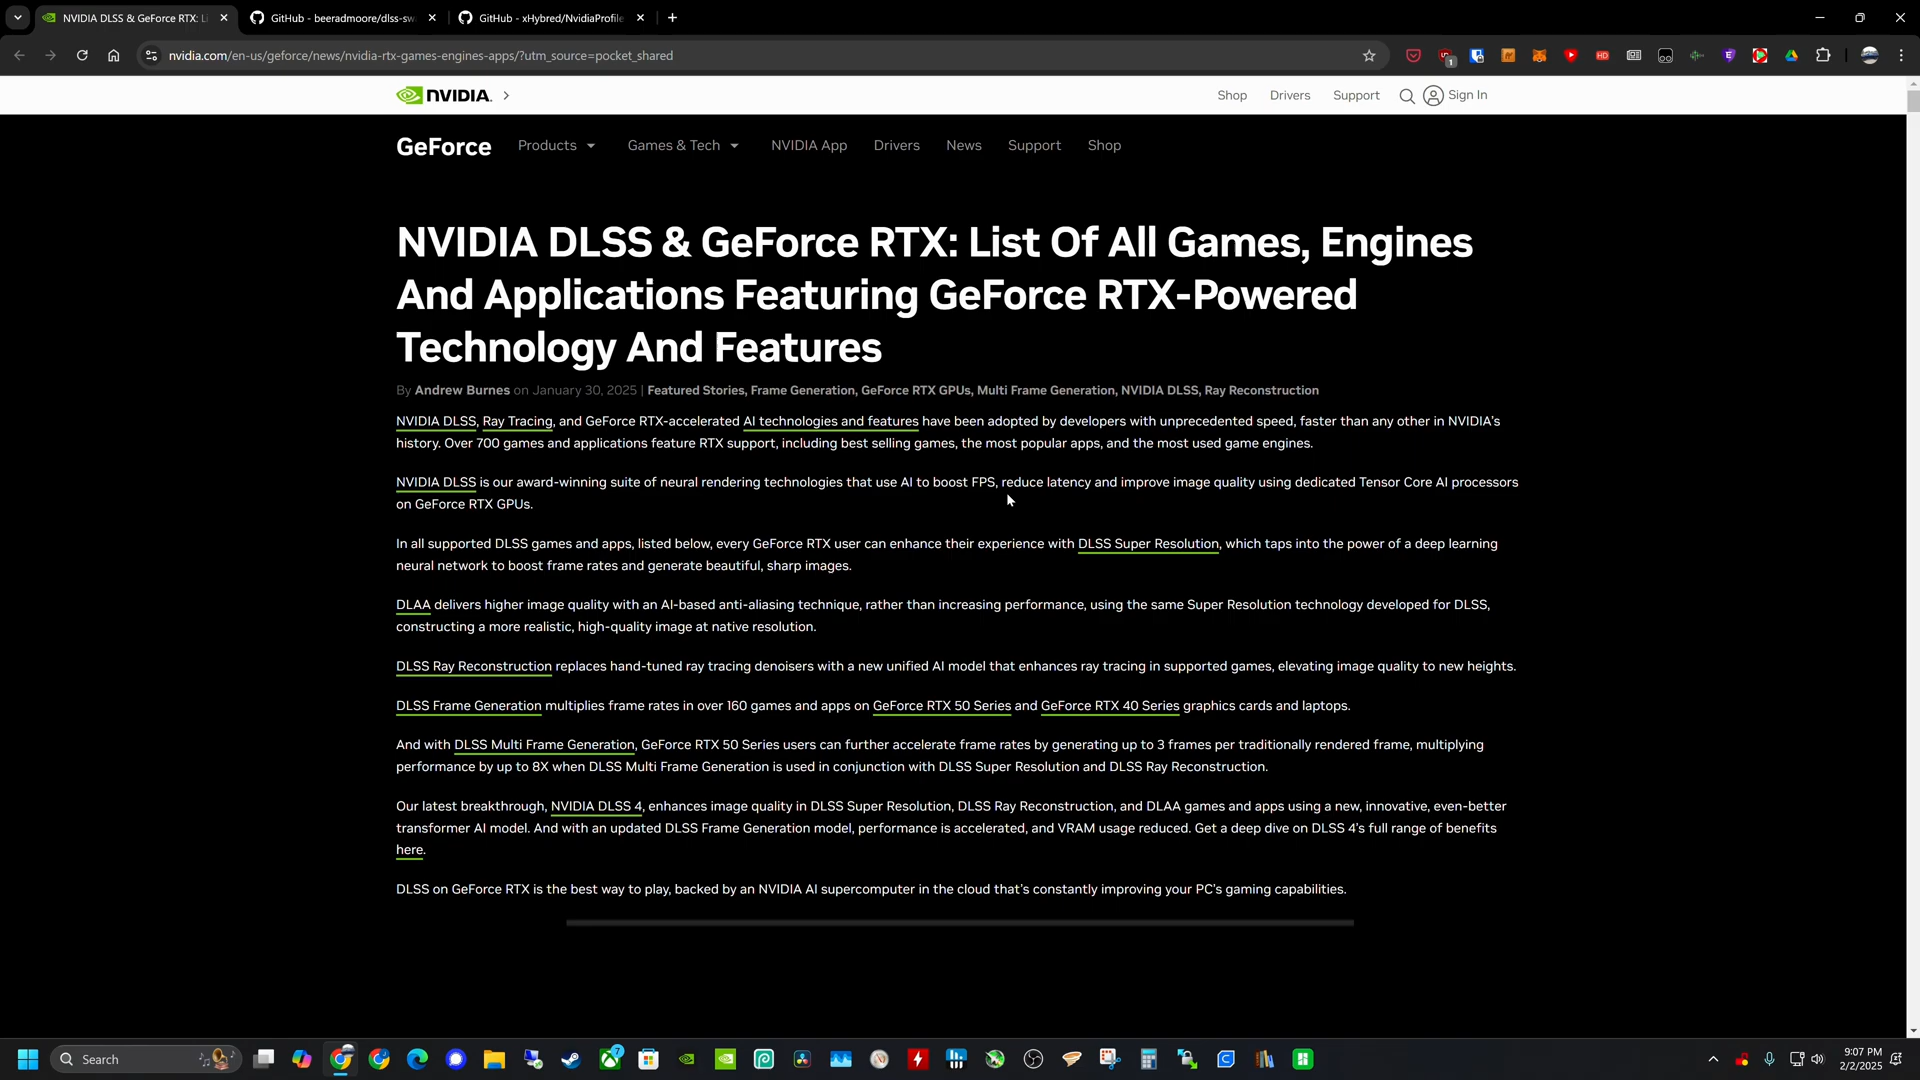 NVIDIA DLSS & GeForce RTX: Li
GitHub - beeradmoore/dlss-sw
GitHub - xHybred/NvidiaProfile
nvidia.com/en-us/geforce/news/nvidia-rtx-games-engines-apps/?utm_source=pocket_shared
1
HD
NVIDIA.
Shop
Drivers
Support
Sign In
GeForce
Products
Games & Tech
NVIDIA App
Drivers
News
Support
Shop
NVIDIA DLSS & GeForce RTX: List Of All Games, Engines
And Applications Featuring GeForce RTX-Powered
Technology And Features
By Andrew Burnes on January 30, 2025 | Featured Stories, Frame Generation, GeForce RTX GPUs, Multi Frame Generation, NVIDIA DLSS, Ray Reconstruction
NVIDIA DLSS, Ray Tracing, and GeForce RTX-accelerated AI technologies and features have been adopted by developers with unprecedented speed, faster than any other in NVIDIA's
history. Over 700 games and applications feature RTX support, including best selling games, the most popular apps, and the most used game engines.
NVIDIA DLSS is our award-winning suite of neural rendering technologies that use AI to boost FPS, reduce latency and improve image quality using dedicated Tensor Core AI processors
on GeForce RTX GPUs.
In all supported DLSS games and apps, listed below, every GeForce RTX user can enhance their experience with DLSS Super Resolution, which taps into the power of a deep learning
neural network to boost frame rates and generate beautiful, sharp images.
DLAA delivers higher image quality with an AI-based anti-aliasing technique, rather than increasing performance, using the same Super Resolution technology developed for DLSS,
constructing a more realistic, high-quality image at native resolution.
DLSS Ray Reconstruction replaces hand-tuned ray tracing denoisers with a new unified AI model that enhances ray tracing in supported games, elevating image quality to new heights.
DLSS Frame Generation multiplies frame rates in over 160 games and apps on GeForce RTX 50 Series and GeForce RTX 40 Series graphics cards and laptops.
And with DLSS Multi Frame Generation, GeForce RTX 50 Series users can further accelerate frame rates by generating up to 3 frames per traditionally rendered frame, multiplying
performance by up to 8X when DLSS Multi Frame Generation is used in conjunction with DLSS Super Resolution and DLSS Ray Reconstruction.
Our latest breakthrough, NVIDIA DLSS 4, enhances image quality in DLSS Super Resolution, DLSS Ray Reconstruction, and DLAA games and apps using a new, innovative, even-better
transformer AI model. And with an updated DLSS Frame Generation model, performance is accelerated, and VRAM usage reduced. Get a deep dive on DLSS 4's full range of benefits
here.
DLSS on GeForce RTX is the best way to play, backed by an NVIDIA AI supercomputer in the cloud that's constantly improving your PC's gaming capabilities.
Search
7
9:07 PM
2/2/2025